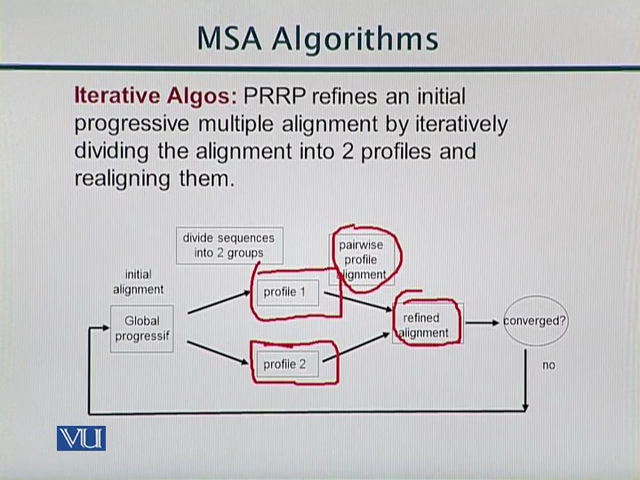 MSA Algorithms
Iterative Algos: PRRP refines an initial
progressive multiple alignment by iteratively
dividing the alignment into 2 profiles and
realigning them.
divide sequences
into 2 groups
pairwise
profile
alignment
initial
alignment
profile 1
Global
progressif
refined
alignment
converged?
profile 2
no
VU